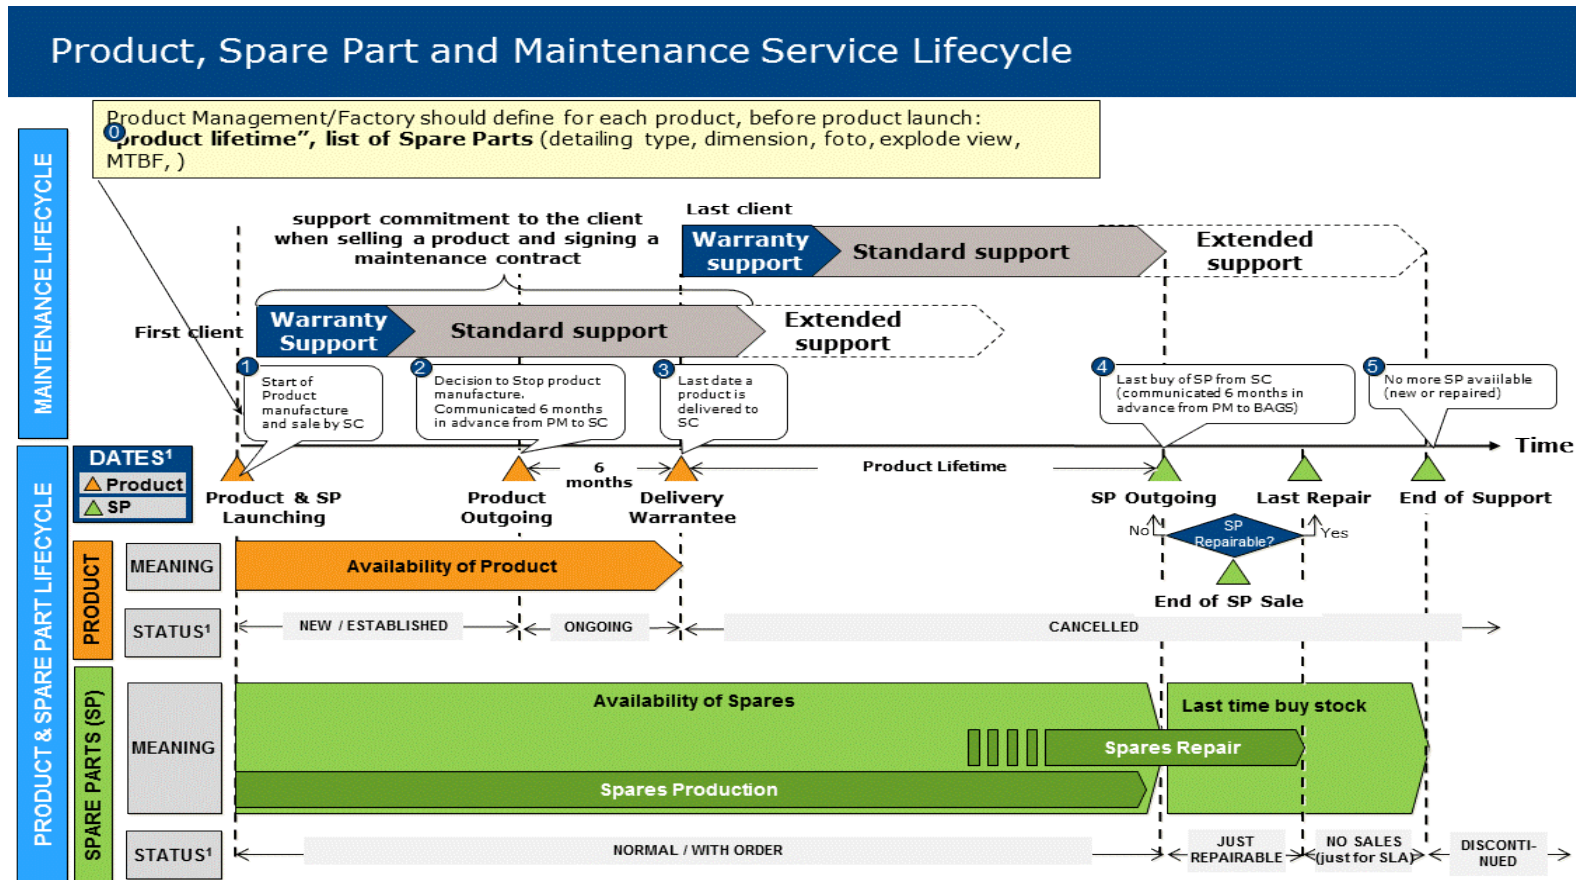 Product, Spare Part and Maintenance Service Lifecycle
Product Management/Factory should define for each product, before product launch:
0
"product lifetime”, list of Spare Parts (detailing type, dimension, foto, explode view,
MTBF, )
MAINTENANCE LIFECYCLE
support commitment to the client
when selling a product and signing a
maintenance contract
Last client
Warranty
support
Standard support
Extended
support
First client
Warranty
Support
Standard support
Extended
support
1
Start of
Product
manufacture
and sale by SC
2
Decision to Stop product
manufacture.
Communicated 6 months
in advance from PM to SC
3
Last date a
product is
delivered to
SC
4
Last buy of SP from SC
(communicated 6 months in
advance from PM to BAGS)
5
No more SP avaiilable
(new or repaired)
Time
PRODUCT & SPARE PART LIFECYCLE
DATES¹
Product
SP
Product & SP
Launching
Product
Outgoing
6
months
Delivery
Warrantee
Product Lifetime
SP Outgoing
Last Repair
End of Support
No
SP
Repairable?
Yes
End of SP Sale
PRODUCT
MEANING
Availability of Product
STATUS¹
NEW / ESTABLISHED
ONGOING
CANCELLED
SPARE PARTS (SP)
MEANING
Availability of Spares
Last time buy stock
Spares Repair
Spares Production
STATUS¹
NORMAL / WITH ORDER
JUST
REPAIRABLE
NO SALES
(just for SLA)
DISCONTI-
NUED